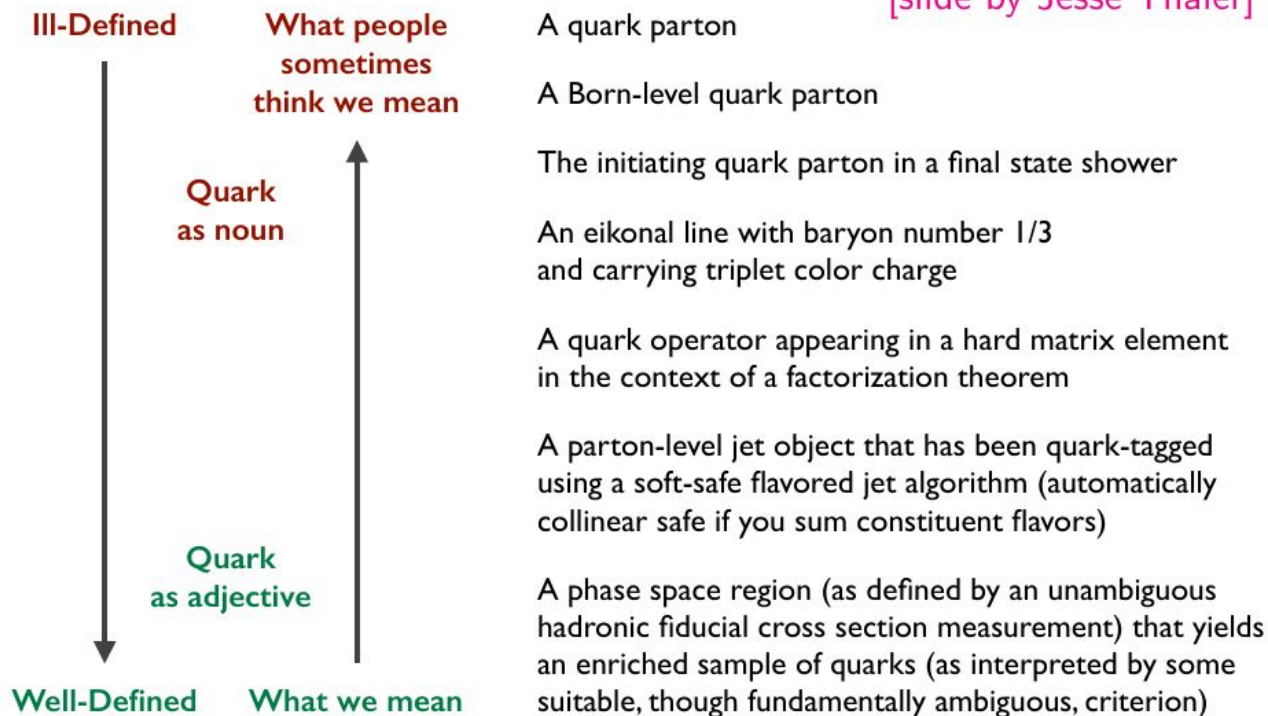 [slide by Jesse Thaler]
Ill-Defined
What people
sometimes
think we mean
Quark
as noun
Quark
as adjective
Well-Defined
What we mean
A quark parton
A Born-level quark parton
The initiating quark parton in a final state shower
An eikonal line with baryon number 1/3
and carrying triplet color charge
A quark operator appearing in a hard matrix element
in the context of a factorization theorem
A parton-level jet object that has been quark-tagged
using a soft-safe flavored jet algorithm (automatically
collinear safe if you sum constituent flavors)
A phase space region (as defined by an unambiguous
hadronic fiducial cross section measurement) that yields
an enriched sample of quarks (as interpreted by some
suitable, though fundamentally ambiguous, criterion)